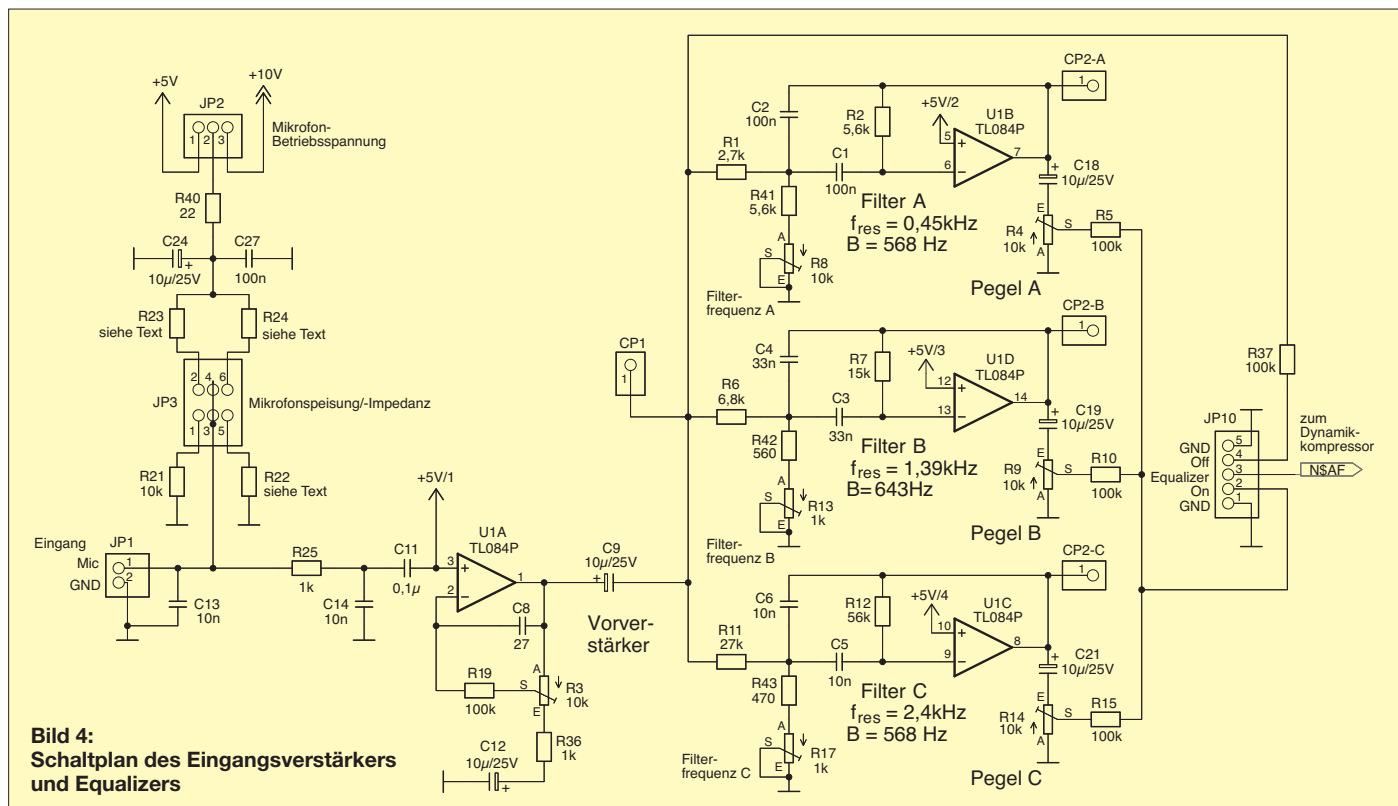 +5V
+10V
JP2
1 2 3
Mikrofon-
Betriebsspannung
R40
22
C24
10µ/25V
+
C27
100n
R23
siehe Text
R24
siehe Text
2 4 6
JP3
Mikrofonspeisung/-Impedanz
1 3 5
R21
10k
R22
siehe Text
Eingang
JP1
Mic
1
GND
2
C13
10n
R25
1k
C14
10n
C11
0,1µ
+5V/1
U1A
TL084P
3
+
2
–
1
C8
27
R19
100k
A
S
E
R3
10k
R36
1k
C12
10µ/25V
+
C9
10µ/25V
+
Vorver-
stärker
CP1
1
R1
2,7k
C2
100n
R2
5,6k
C1
100n
R41
5,6k
A
S
E
R8
10k
Filter-
frequenz A
+5V/2
U1B
TL084P
5
+
6
–
7
Filter A
fres = 0,45kHz
B = 568 Hz
CP2-A
1
+
C18
10µ/25V
E
R4
10k
S
A
R5
100k
Pegel A
R6
6,8k
C4
33n
R7
15k
C3
33n
R42
560
A
S
E
R13
1k
Filter-
frequenz B
+5V/3
U1D
TL084P
12
+
13
–
14
Filter B
fres = 1,39kHz
B= 643Hz
CP2-B
1
+
C19
10µ/25V
E
R9
10k
S
A
R10
100k
Pegel B
R11
27k
C6
10n
R12
56k
C5
10n
R43
470
A
S
E
R17
1k
Filter-
frequenz C
+5V/4
U1C
TL084P
10
+
9
–
8
Filter C
fres = 2,4kHz
B = 568 Hz
CP2-C
1
+
C21
10µ/25V
E
R14
10k
S
A
R15
100k
Pegel C
R37
100k
JP10
GND 5
Off 4
Equalizer 3
On 2
GND 1
zum
Dynamik-
kompressor
N$AF
Bild 4:
Schaltplan des Eingangsverstärkers
und Equalizers